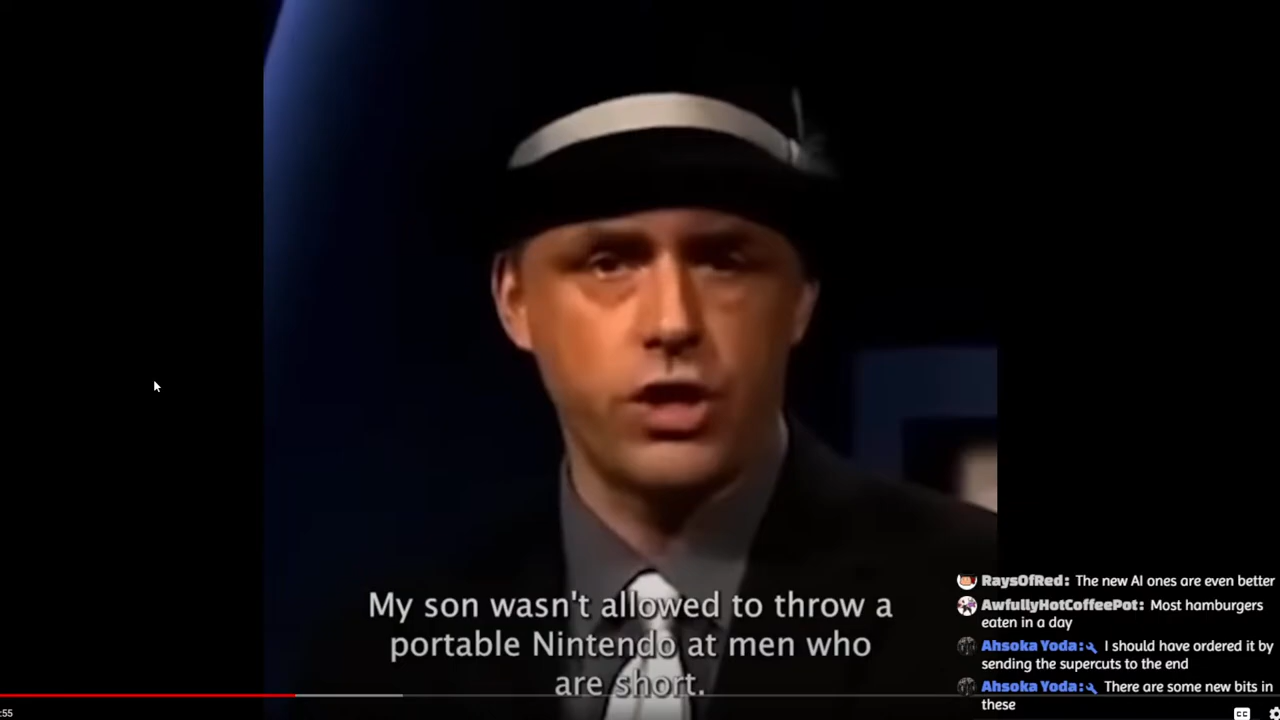 My son wasn't allowed to throw a
portable Nintendo at men who
are short.
RaysOfRed: The new AI ones are even better
AwfullyHotCoffeePot: Most hamburgers
eaten in a day
Ahsoka Yoda: I should have ordered it by
sending the supercuts to the end
Ahsoka Yoda: There are some new bits in
these
:55
CC